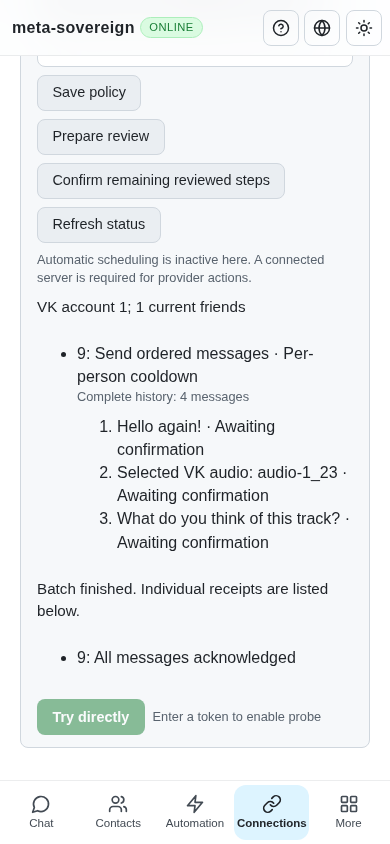 meta-sovereign ONLINE
Save policy
Prepare review
Confirm remaining reviewed steps
Refresh status
Automatic scheduling is inactive here. A connected
server is required for provider actions.
VK account 1; 1 current friends
• 9: Send ordered messages · Per-
person cooldown
Complete history: 4 messages
1. Hello again! · Awaiting
confirmation
2. Selected VK audio: audio-1_23 ·
Awaiting confirmation
3. What do you think of this track? ·
Awaiting confirmation
Batch finished. Individual receipts are listed
below.
• 9: All messages acknowledged
Try directly Enter a token to enable probe
Chat Contacts Automation Connections More